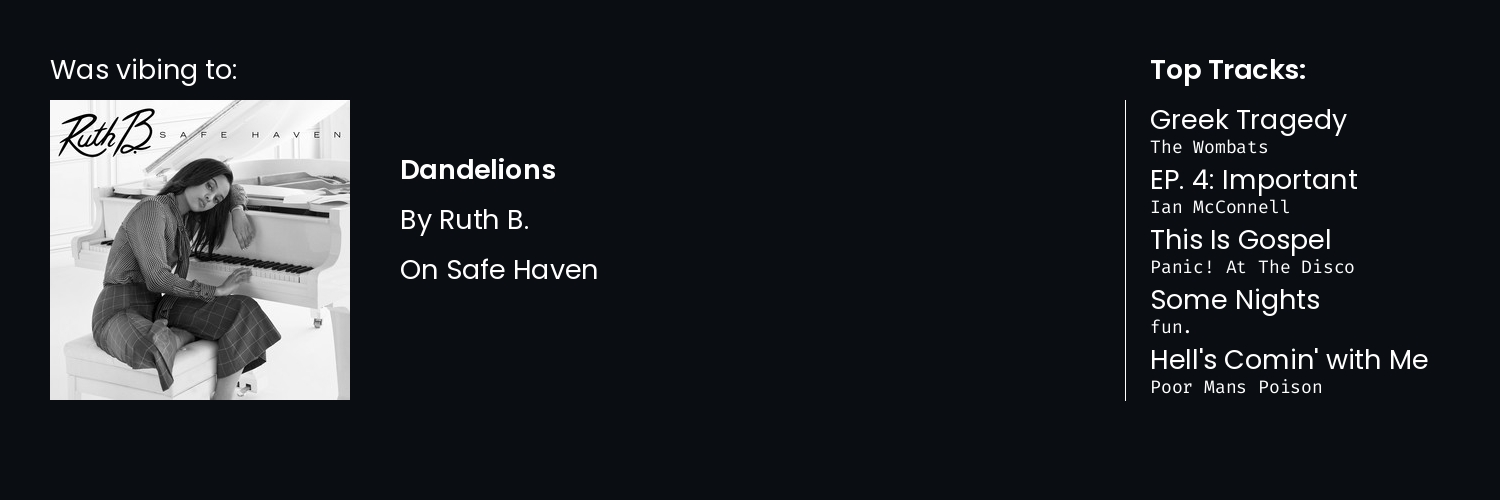 Was vibing to:
Ruth B. SAFE HAVEN
Dandelions
By Ruth B.
On Safe Haven
Top Tracks:
Greek Tragedy
The Wombats
EP. 4: Important
Ian McConnell
This Is Gospel
Panic! At The Disco
Some Nights
fun.
Hell's Comin' with Me
Poor Mans Poison